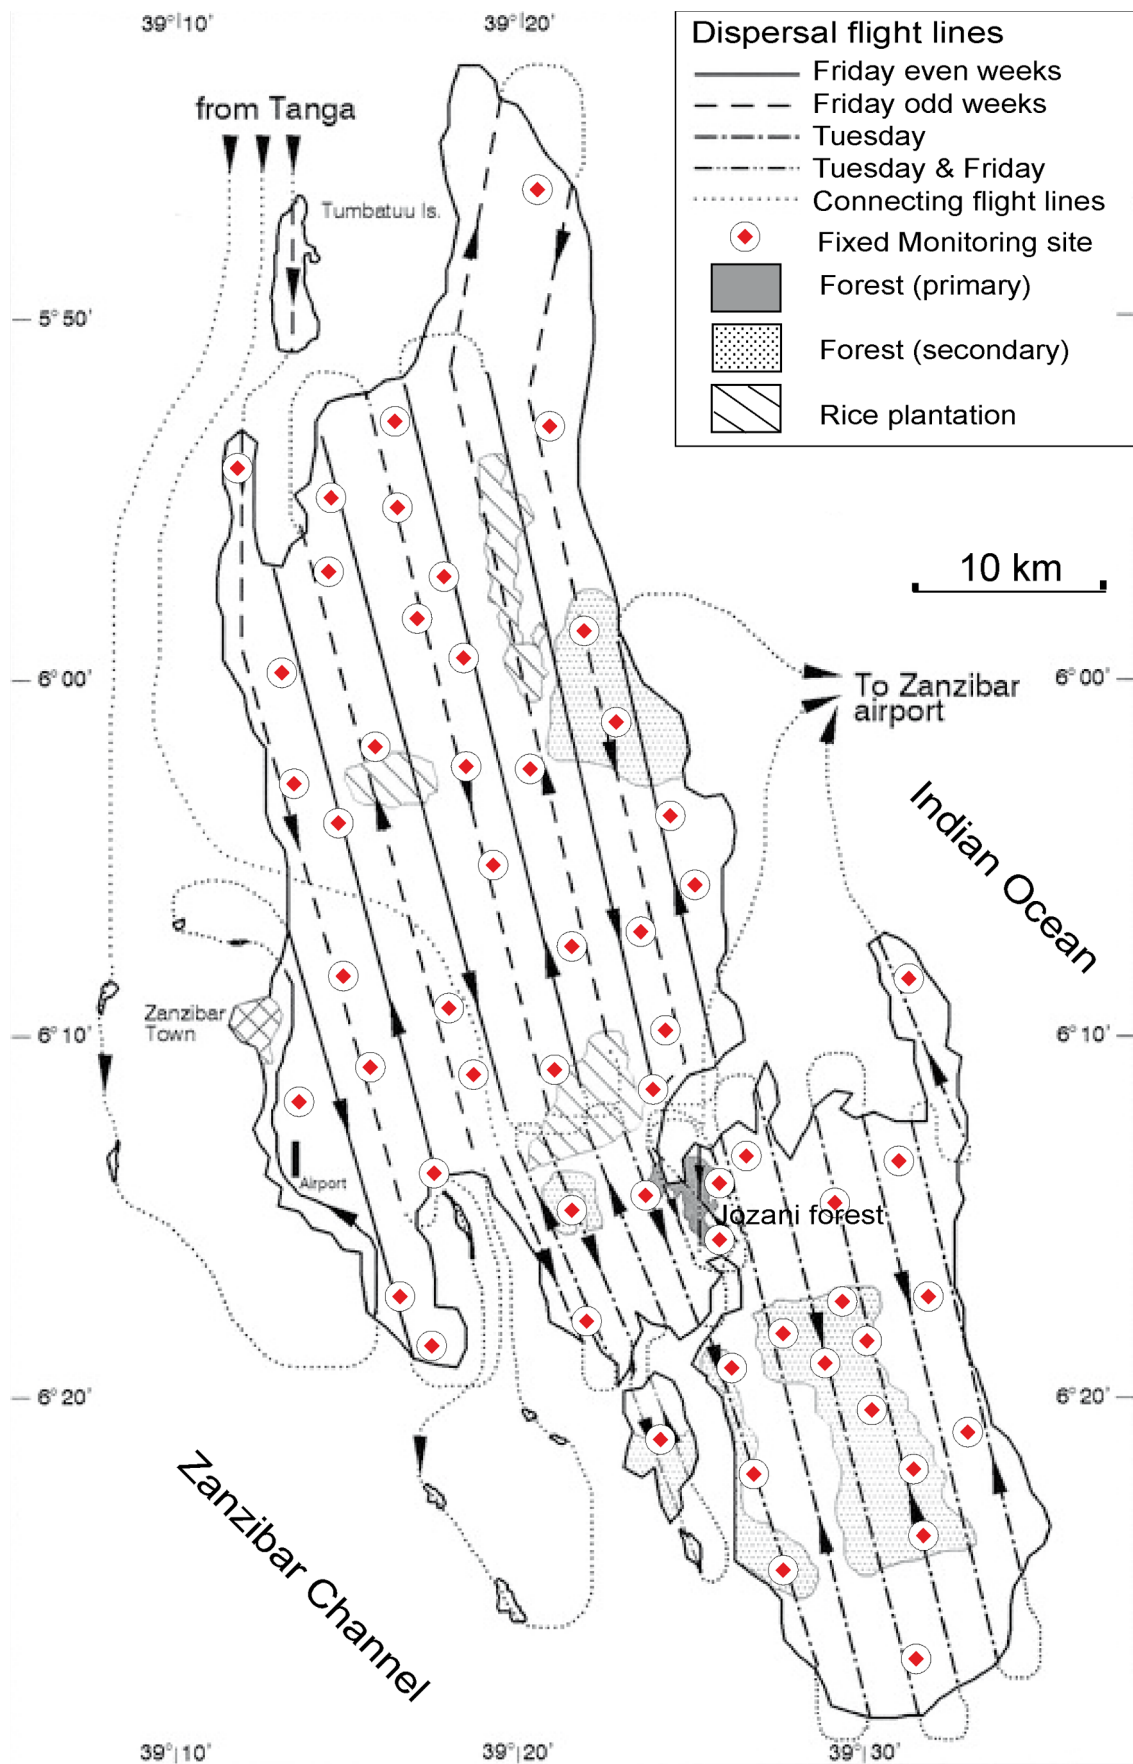 39°10'
39°20'
Dispersal flight lines
Friday even weeks
Friday odd weeks
Tuesday
Tuesday & Friday
Connecting flight lines
Fixed Monitoring site
Forest (primary)
Forest (secondary)
Rice plantation
from Tanga
Tumbatuu Is.
5°50'
10 km
6°00'
To Zanzibar
airport
6°00'
Indian Ocean
Zanzibar
Town
6°10'
6°10'
Airport
Jozani forest
6°20'
6°20'
Zanzibar Channel
39°10'
39°20'
39°30'